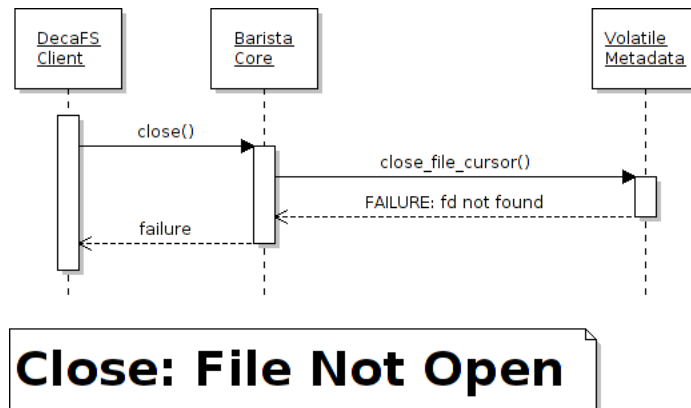 DecaFS
Client
Barista
Core
Volatile
Metadata
close()
close_file_cursor()
FAILURE: fd not found
failure
Close: File Not Open